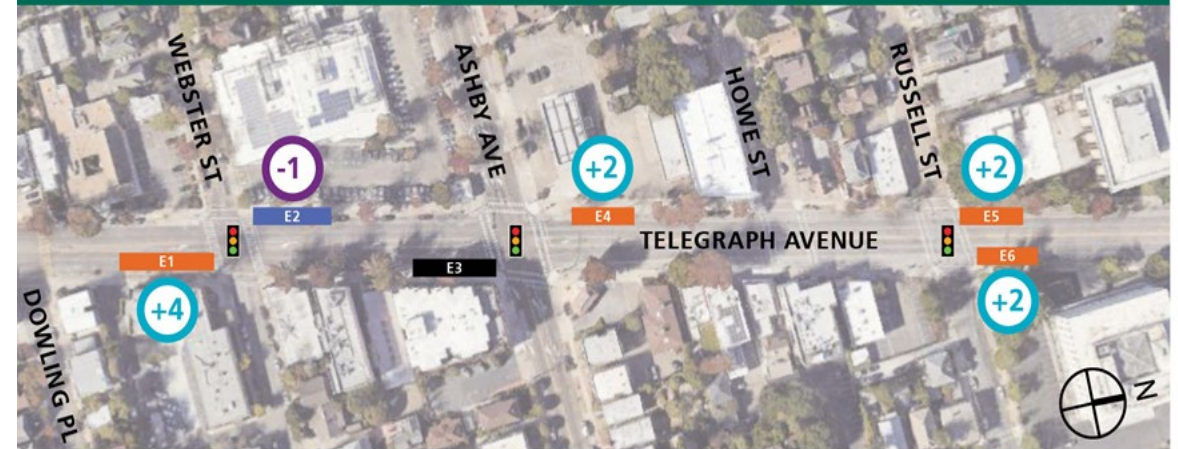 WEBSTER ST
ASHBY AVE
HOWE ST
RUSSELL ST
-1
+2
+2
E2
E4
E5
TELEGRAPH AVENUE
E1
E3
E6
+4
+2
DOWLING PL
N